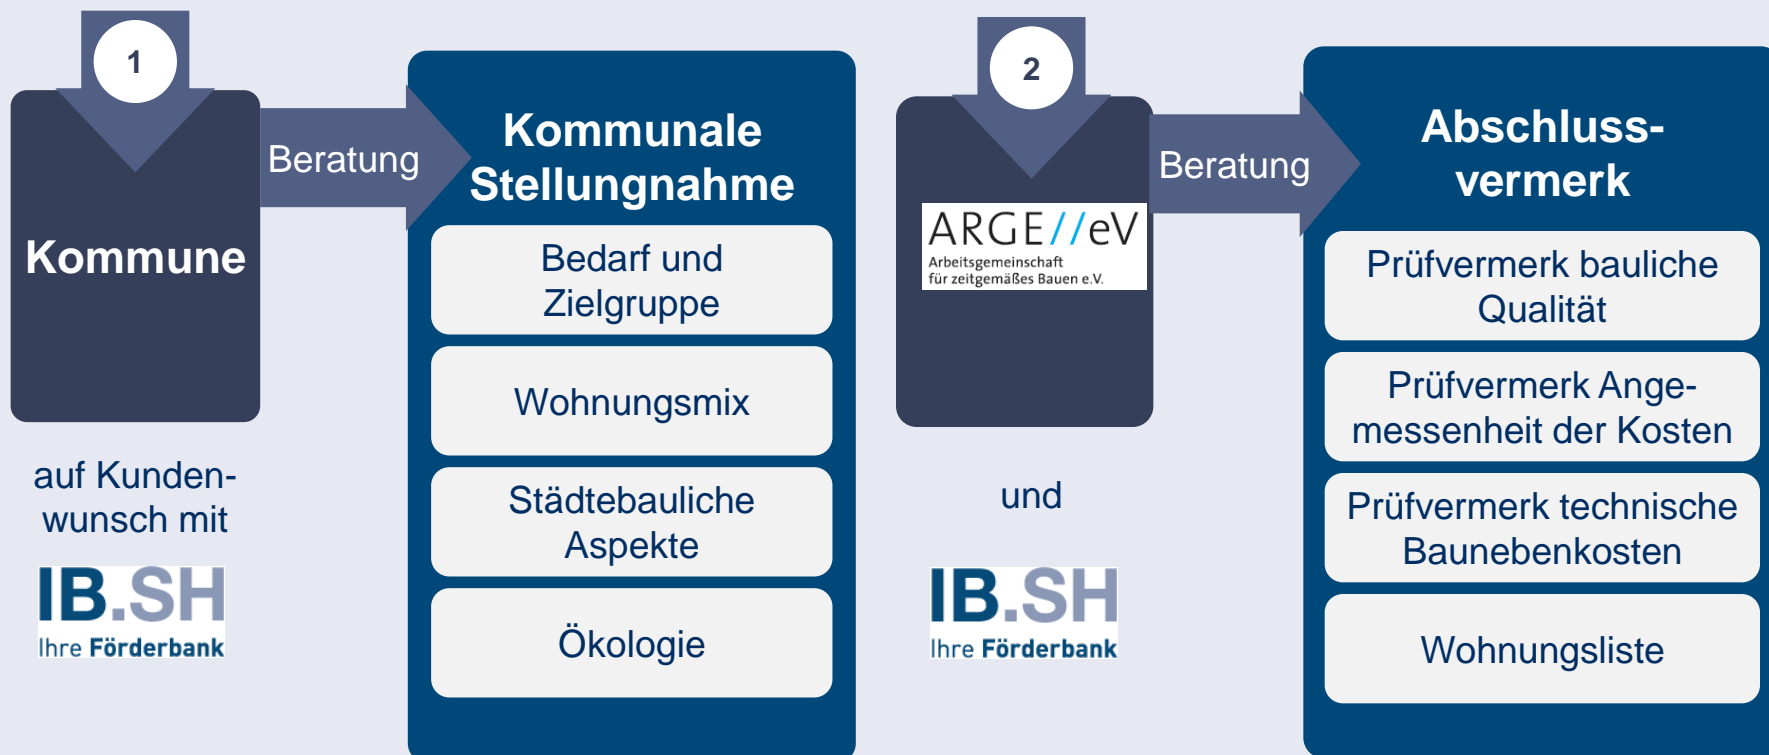 1
Kommune
auf Kunden-
wunsch mit
IB.SH
Ihre Förderbank
Beratung
Kommunale
Stellungnahme
Bedarf und
Zielgruppe
Wohnungsmix
Städtebauliche
Aspekte
Ökologie
2
ARGE//eV
Arbeitsgemeinschaft
für zeitgemäßes Bauen e.V.
und
IB.SH
Ihre Förderbank
Beratung
Abschluss-
vermerk
Prüfvermerk bauliche
Qualität
Prüfvermerk Ange-
messenheit der Kosten
Prüfvermerk technische
Baunebenkosten
Wohnungsliste